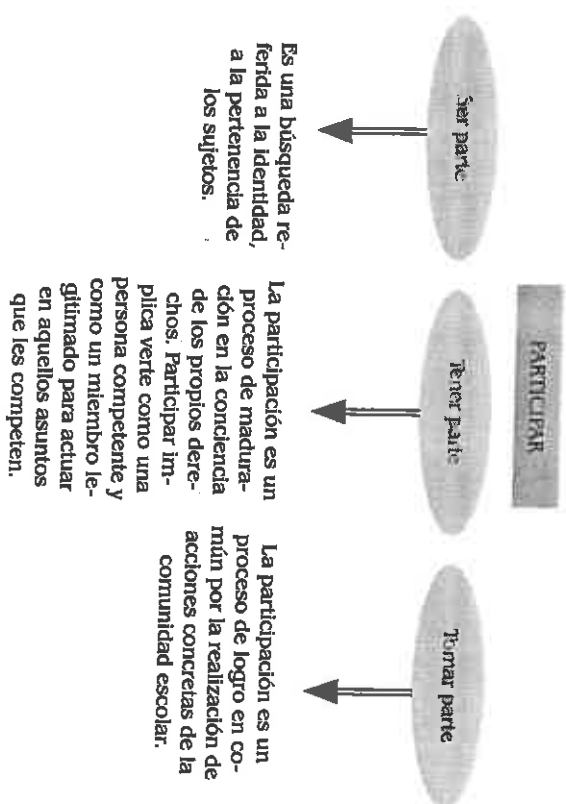 PARTICIPAR
Ser parte
Es una búsqueda re-
ferida a la identidad,
a la pertenencia de
los sujetos.
Tener parte
La participación es un
proceso de madura-
ción en la conciencia
de los propios dere-
chos. Participar im-
plica verte como una
persona competente y
como un miembro le-
gitimado para actuar
en aquellos asuntos
que les competen.
Tomar parte
La participación es un
proceso de logro en co-
mún por la realización de
acciones concretas de la
comunidad escolar.